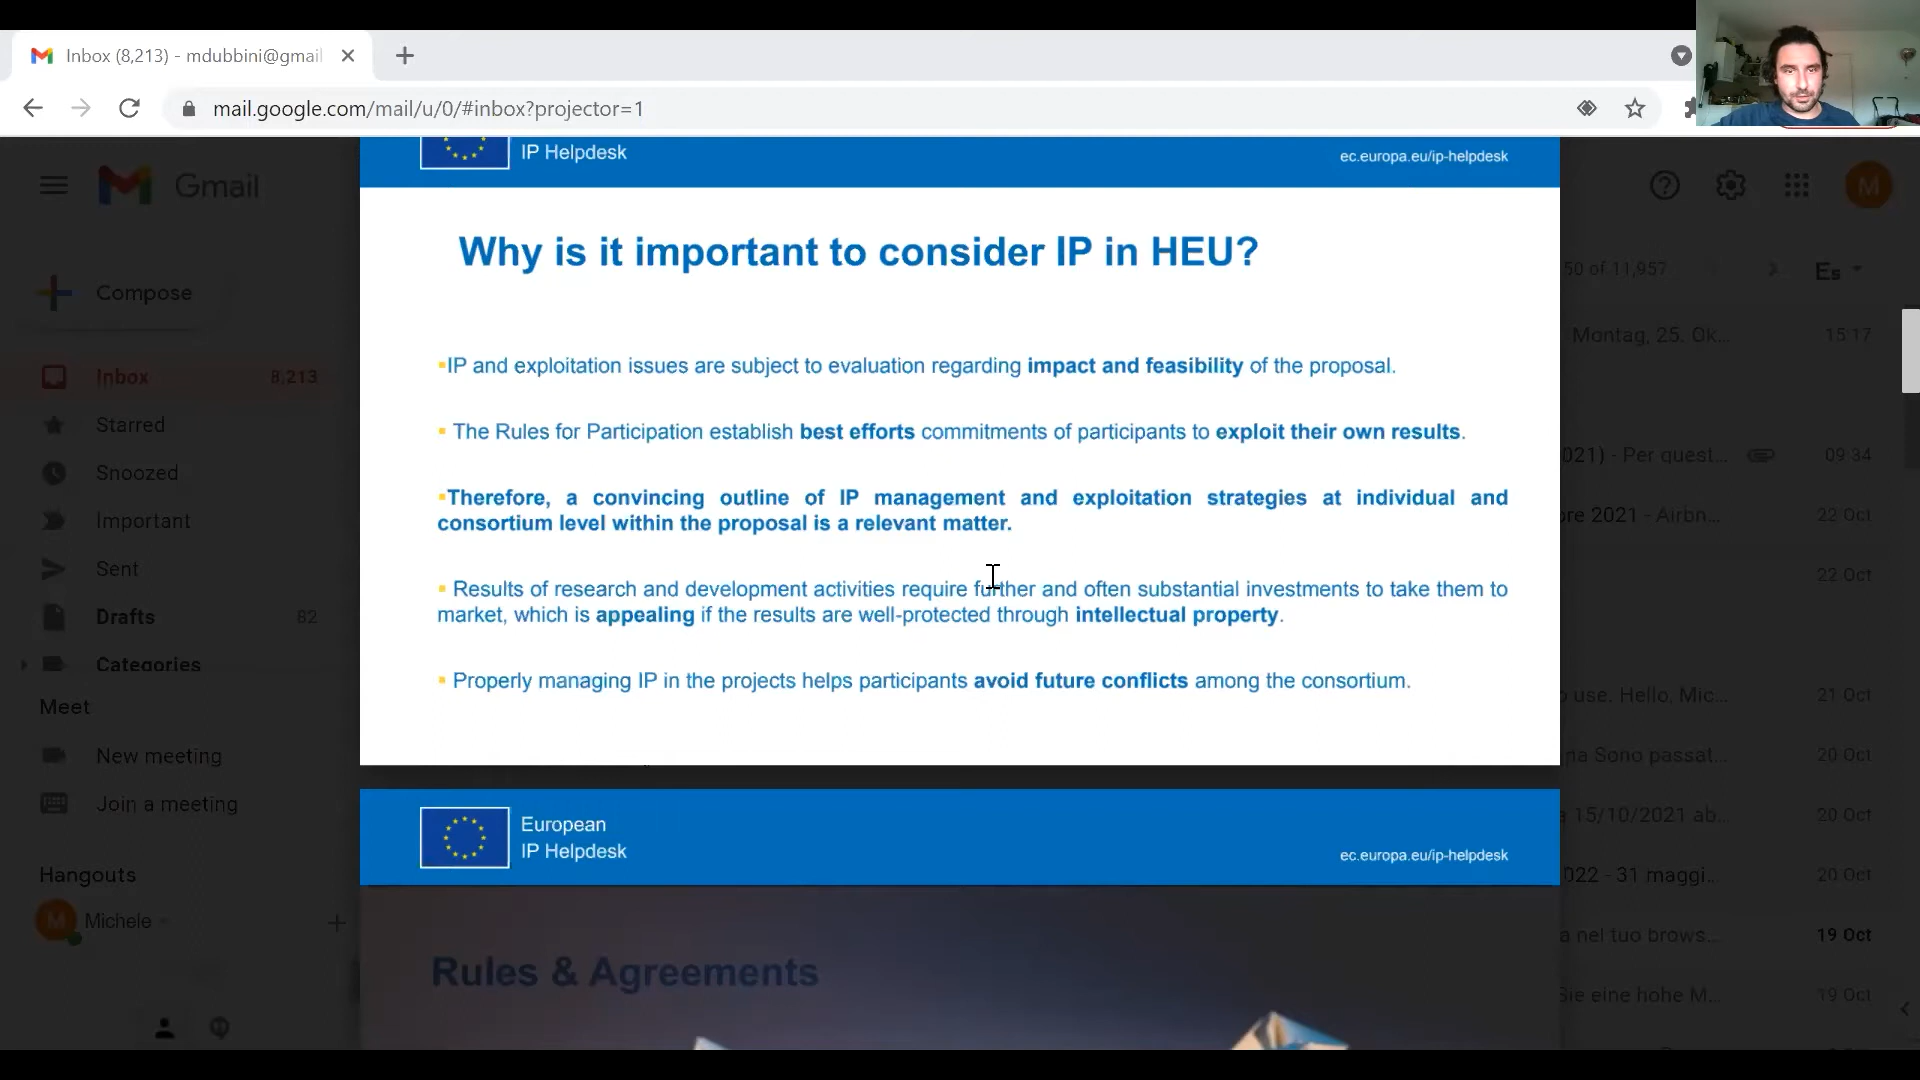 Inbox (8,213) - mdubbini@gmail
mail.google.com/mail/u/0/#inbox?projector=1
IP Helpdesk
ec.europa.eu/ip-helpdesk
Gmail
M
Why is it important to consider IP in HEU?
50 of 11,957
Es
Compose
Montag, 25. Ok...
15:17
IP and exploitation issues are subject to evaluation regarding impact and feasibility of the proposal.
Inbox
8,213
Starred
The Rules for Participation establish best efforts commitments of participants to exploit their own results.
021) - Per quest...
09:34
Snoozed
Therefore, a convincing outline of IP management and exploitation strategies at individual and
consortium level within the proposal is a relevant matter.
Important
2021 - Airbn...
22 Oct
Sent
Results of research and development activities require further and often substantial investments to take them to
market, which is appealing if the results are well-protected through intellectual property.
22 Oct
Drafts
82
Categories
Properly managing IP in the projects helps participants avoid future conflicts among the consortium.
use. Hello, Mic...
21 Oct
Meet
New meeting
na Sono passat...
20 Oct
Join a meeting
15/10/2021 ab...
20 Oct
European
IP Helpdesk
ec.europa.eu/ip-helpdesk
Hangouts
022 - 31 maggi...
20 Oct
M
Michele
a nel tuo brows...
19 Oct
Rules & Agreements
Sie eine hohe M...
19 Oct